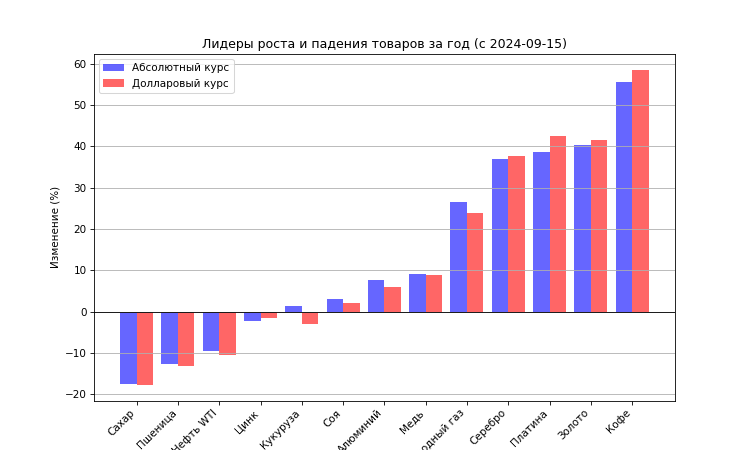 Лидеры роста и падения товаров за год (с 2024-09-15)
Абсолютный курс
Долларовый курс
Изменение (%)
60
50
40
30
20
10
0
−10
−20
Сахар
Пшеница
Нефть WTI
Цинк
Кукуруза
Соя
Алюминий
Медь
одный газ
Серебро
Платина
Золото
Кофе